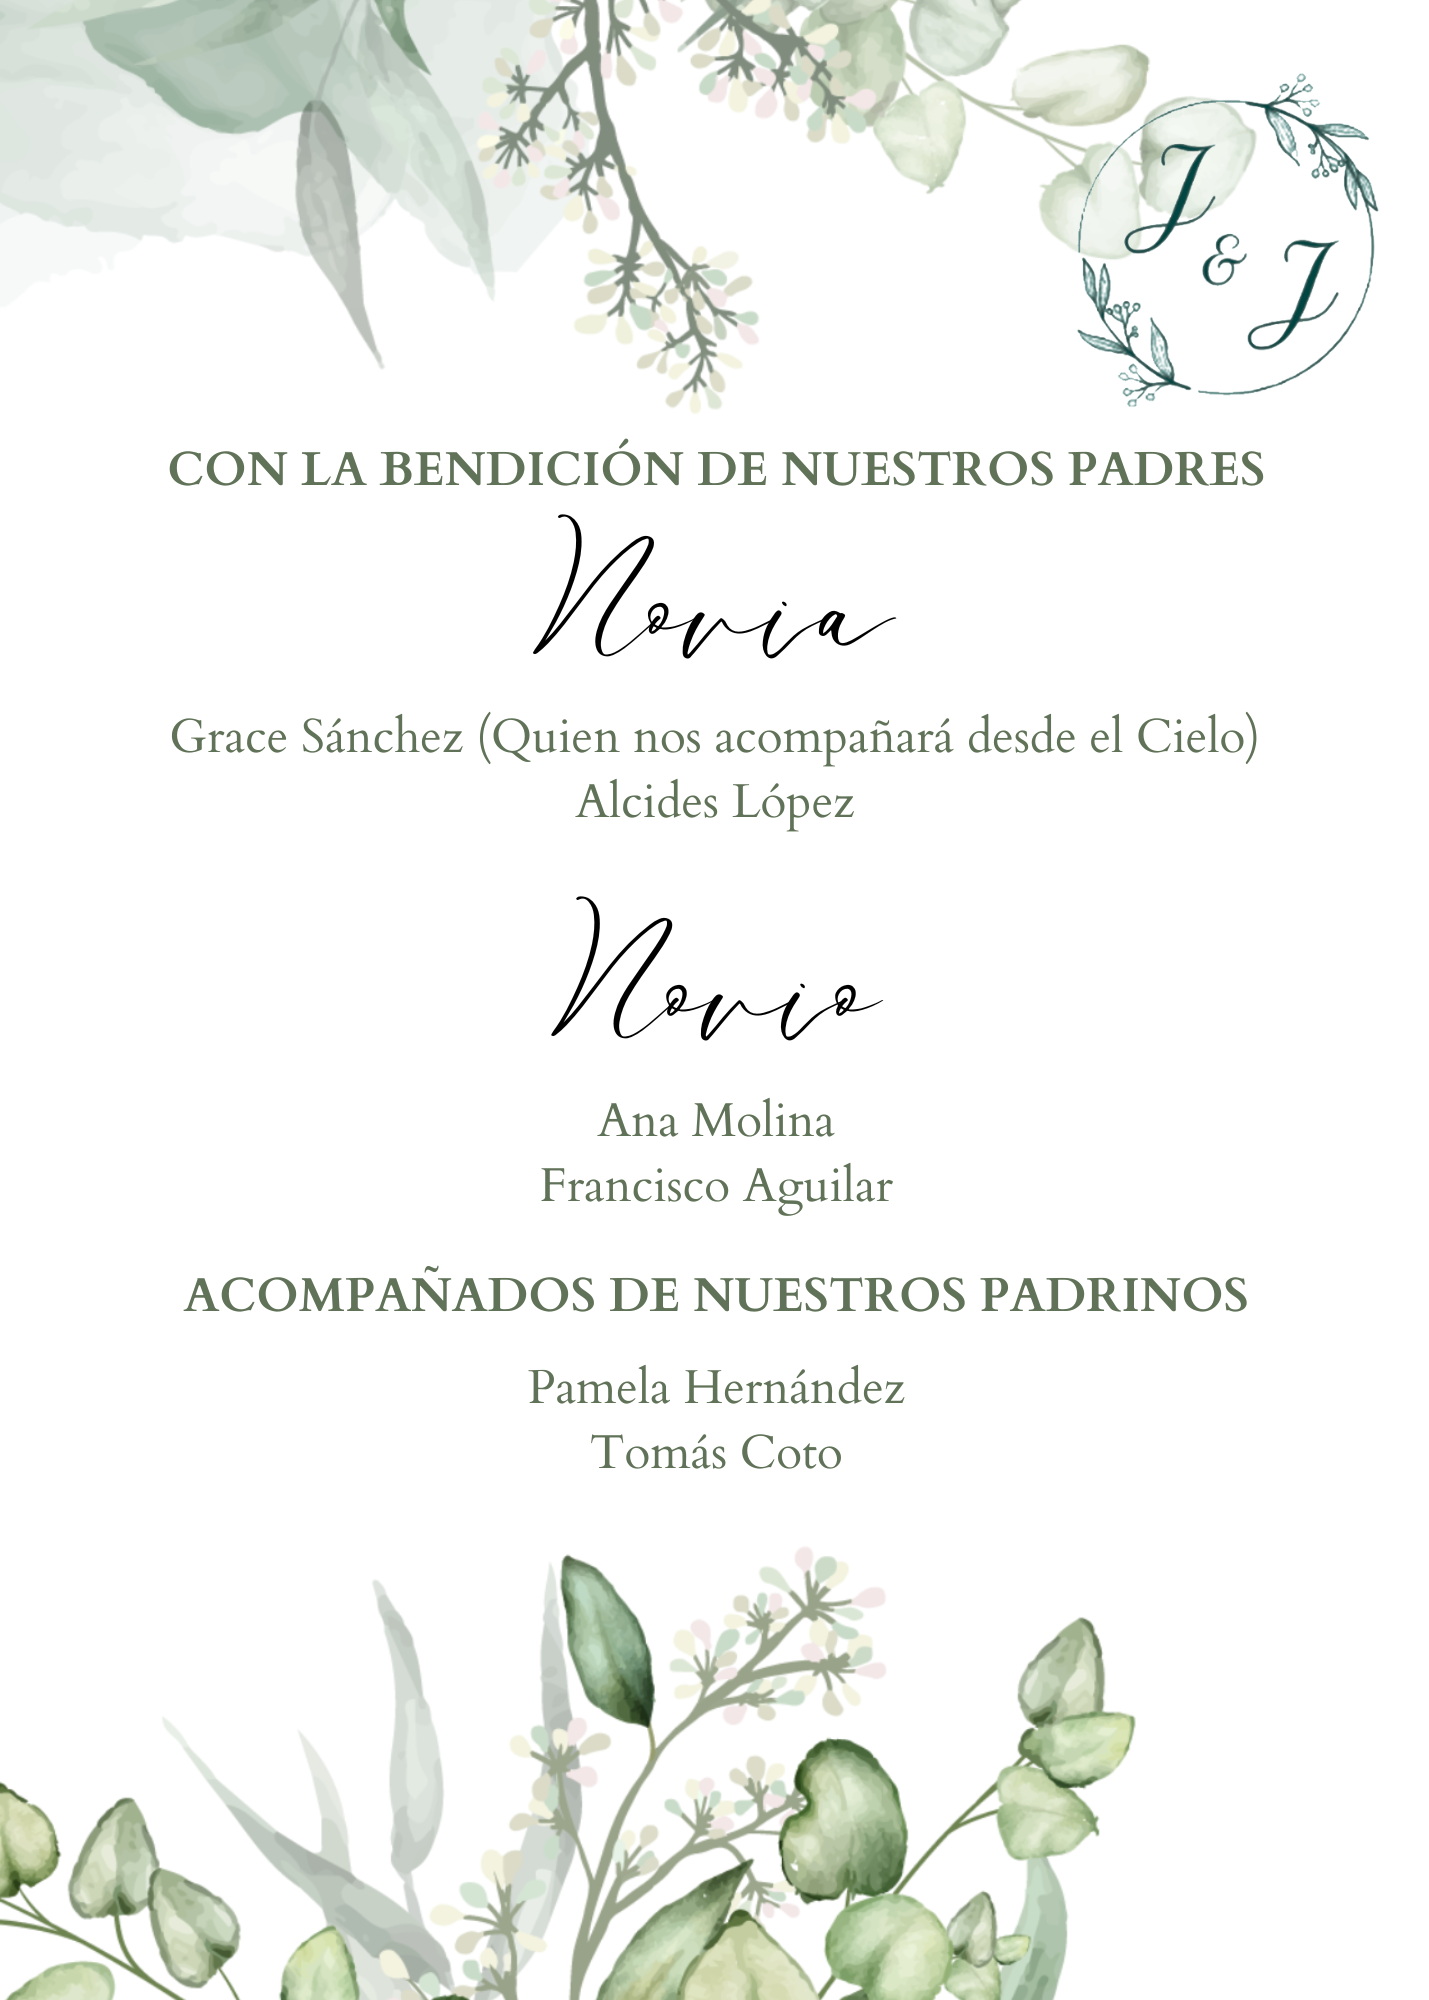 J
&
J
CON LA BENDICIÓN DE NUESTROS PADRES
Novia
Grace Sánchez (Quien nos acompañará desde el Cielo)
Alcides López
Novio
Ana Molina
Francisco Aguilar
ACOMPAÑADOS DE NUESTROS PADRINOS
Pamela Hernández
Tomás Coto